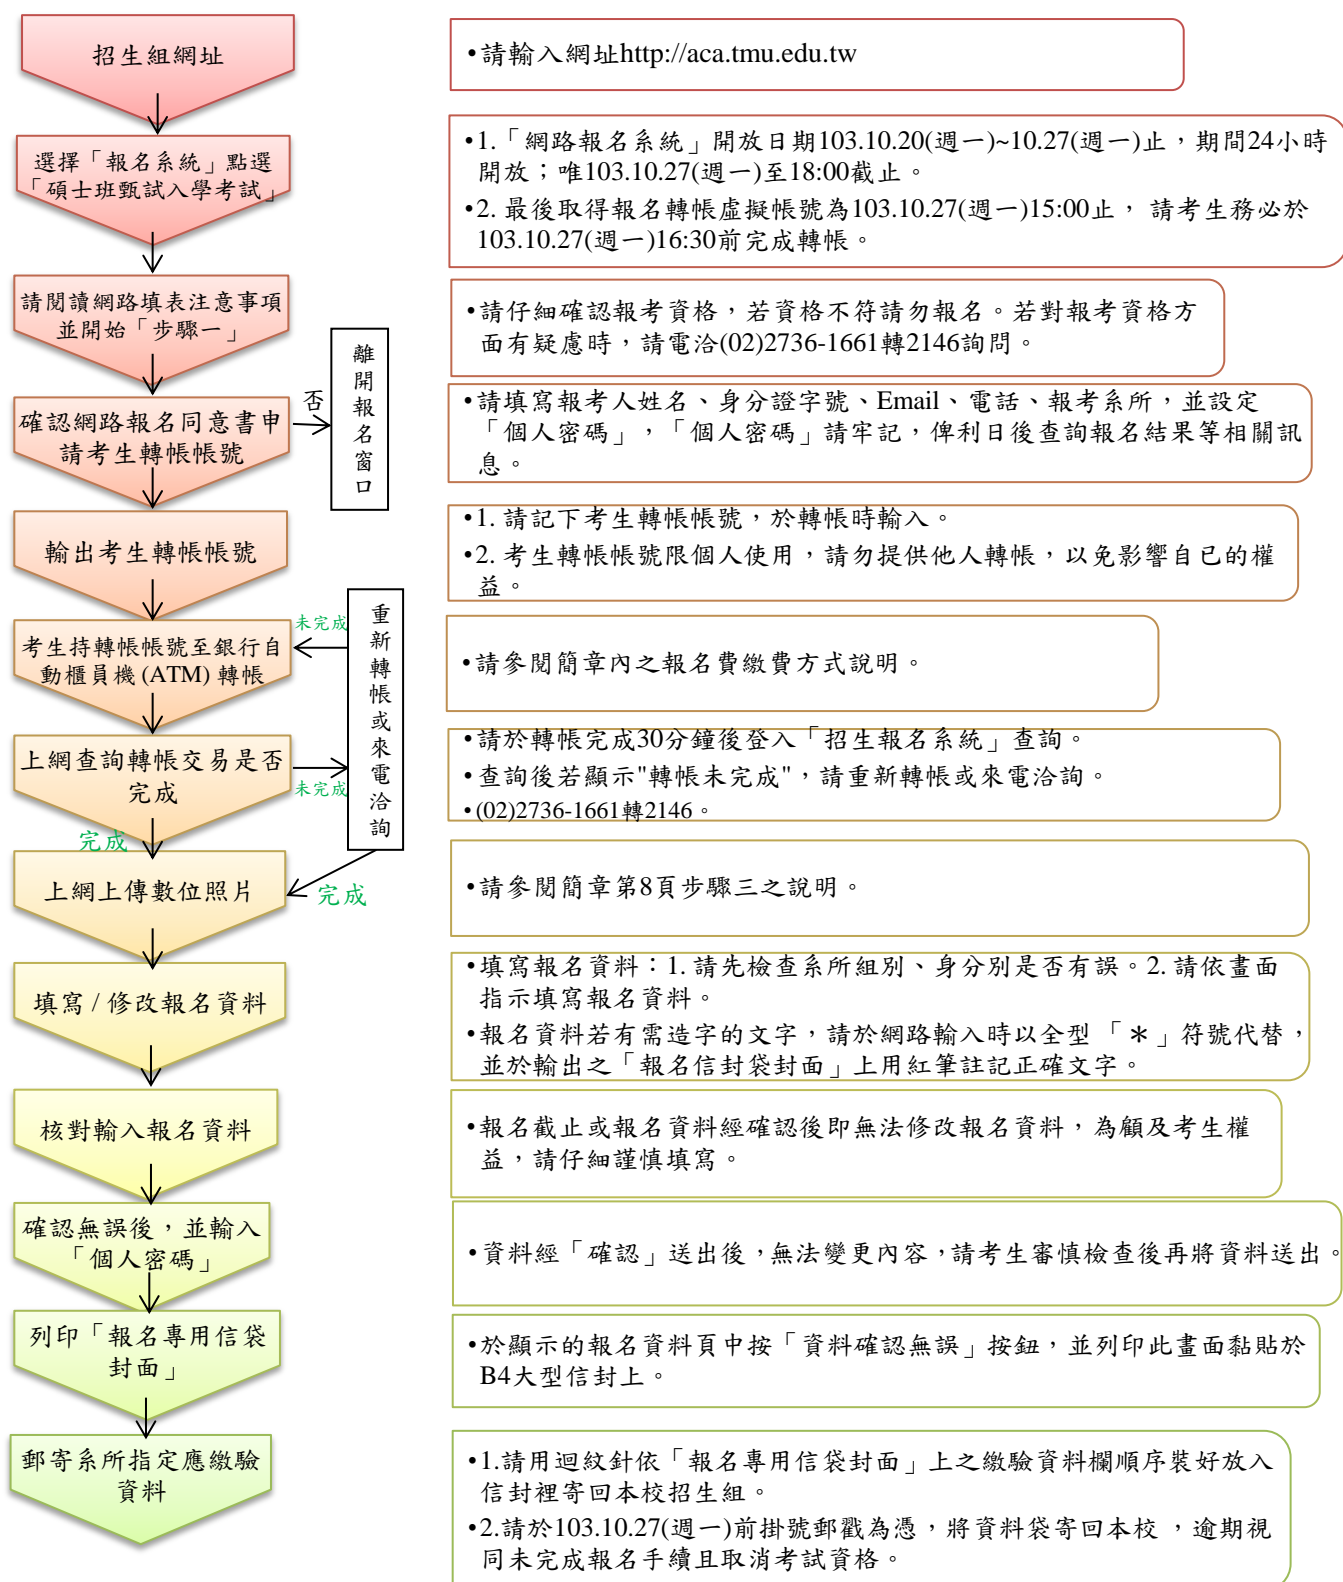 招生組網址
•請輸入網址http://aca.tmu.edu.tw
選擇「報名系統」點選
「碩士班甄試入學考試」
•1.「網路報名系統」開放日期103.10.20(週一)~10.27(週一)止，期間24小時
開放；唯103.10.27(週一)至18:00截止。
•2. 最後取得報名轉帳虛擬帳號為103.10.27(週一)15:00止， 請考生務必於
103.10.27(週一)16:30前完成轉帳。
請閱讀網路填表注意事項
並開始「步驟一」
•請仔細確認報考資格，若資格不符請勿報名。若對報考資格方
面有疑慮時，請電洽(02)2736-1661轉2146詢問。
確認網路報名同意書申
請考生轉帳帳號
否
離開報名窗口
•請填寫報考人姓名、身分證字號、Email、電話、報考系所，並設定
「個人密碼」，「個人密碼」請牢記，俾利日後查詢報名結果等相關訊
息。
輸出考生轉帳帳號
•1. 請記下考生轉帳帳號，於轉帳時輸入。
•2. 考生轉帳帳號限個人使用，請勿提供他人轉帳，以免影響自已的權
益。
考生持轉帳帳號至銀行自
動櫃員機 (ATM) 轉帳
未完成
重新轉帳或來電洽詢
•請參閱簡章內之報名費繳費方式說明。
上網查詢轉帳交易是否
完成
未完成
完成
•請於轉帳完成30分鐘後登入「招生報名系統」查詢。
•查詢後若顯示"轉帳未完成"，請重新轉帳或來電洽詢。
•(02)2736-1661轉2146。
上網上傳數位照片
完成
•請參閱簡章第8頁步驟三之說明。
填寫 / 修改報名資料
•填寫報名資料：1. 請先檢查系所組別、身分別是否有誤。2. 請依畫面
指示填寫報名資料。
•報名資料若有需造字的文字，請於網路輸入時以全型 「＊」符號代替，
並於輸出之「報名信封袋封面」上用紅筆註記正確文字。
核對輸入報名資料
•報名截止或報名資料經確認後即無法修改報名資料，為顧及考生權
益，請仔細謹慎填寫。
確認無誤後，並輸入
「個人密碼」
•資料經「確認」送出後，無法變更內容，請考生審慎檢查後再將資料送出。
列印「報名專用信袋
封面」
•於顯示的報名資料頁中按「資料確認無誤」按鈕，並列印此畫面黏貼於
B4大型信封上。
郵寄系所指定應繳驗
資料
•1.請用迴紋針依「報名專用信袋封面」上之繳驗資料欄順序裝好放入
信封裡寄回本校招生組。
•2.請於103.10.27(週一)前掛號郵戳為憑，將資料袋寄回本校 ，逾期視
同未完成報名手續且取消考試資格。